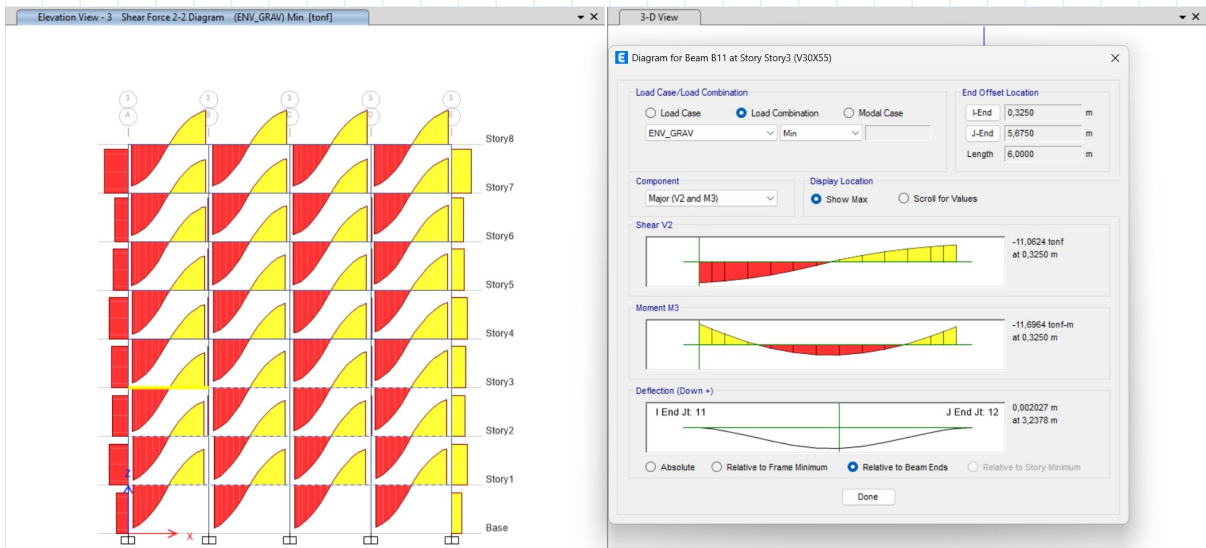 Elevation View - 3 Shear Force 2-2 Diagram (ENV_GRAV) Min [tonf]
3 3 3 3 3
A B C D E
Story8
Story7
Story6
Story5
Story4
Story3
Story2
Story1
Base
Z
X
3-D View
E Diagram for Beam B11 at Story Story3 (V30X55)
Load Case/Load Combination
Load Case Load Combination Modal Case
ENV_GRAV Min
End Offset Location
I-End 0,3250 m
J-End 5,6750 m
Length 6,0000 m
Component
Major (V2 and M3)
Display Location
Show Max Scroll for Values
Shear V2
-11,0624 tonf
at 0,3250 m
Moment M3
-11,6964 tonf-m
at 0,3250 m
Deflection (Down +)
I End Jt: 11 J End Jt: 12
0,002027 m
at 3,2378 m
Absolute Relative to Frame Minimum Relative to Beam Ends Relative to Story Minimum
Done